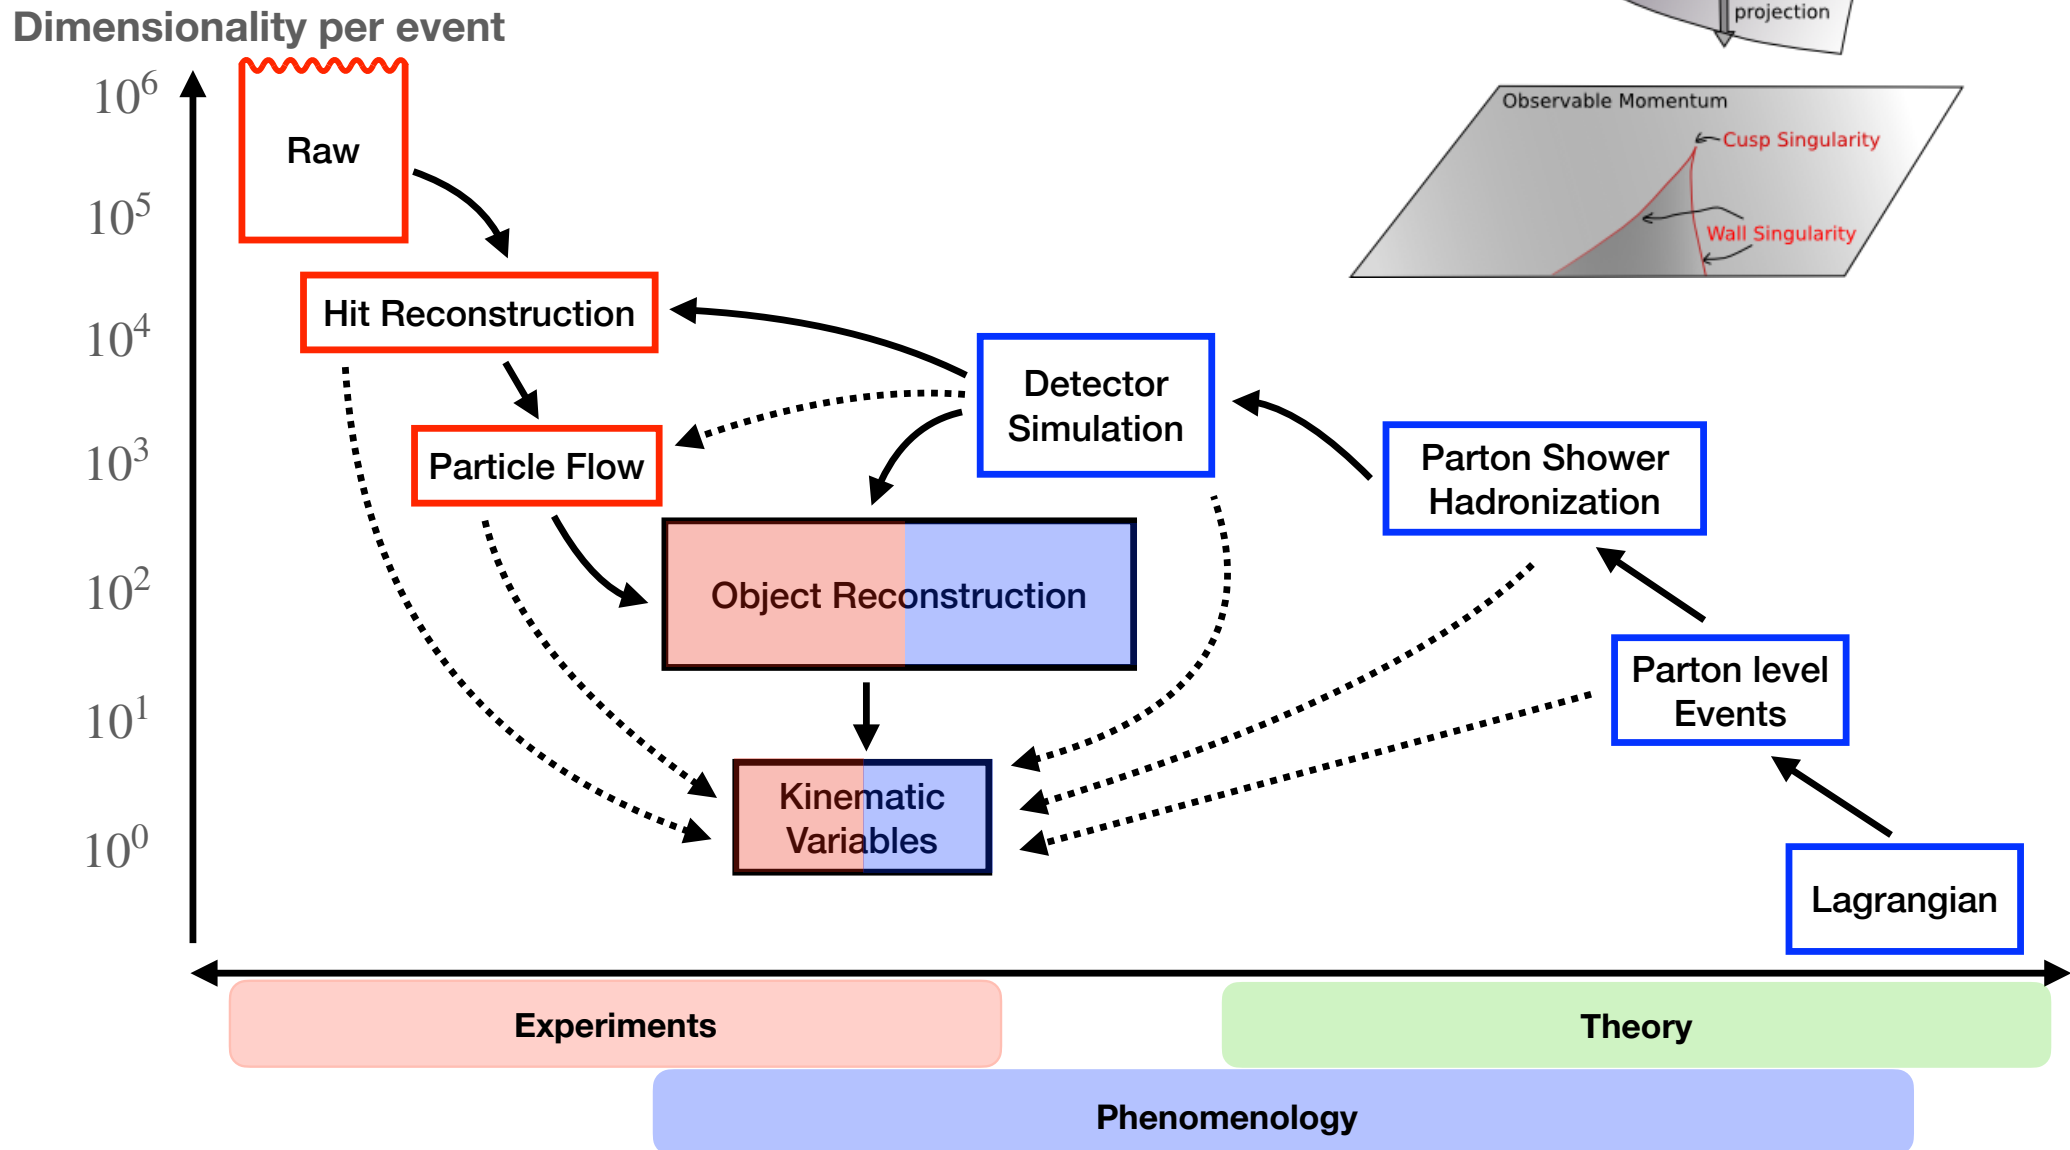 Dimensionality per event
projection
10^6
Observable Momentum
Cusp Singularity
Raw
10^5
Wall Singularity
Hit Reconstruction
10^4
Detector
Simulation
Particle Flow
10^3
Parton Shower
Hadronization
Object Reconstruction
10^2
Parton level
Events
10^1
Kinematic
Variables
10^0
Lagrangian
Experiments
Theory
Phenomenology